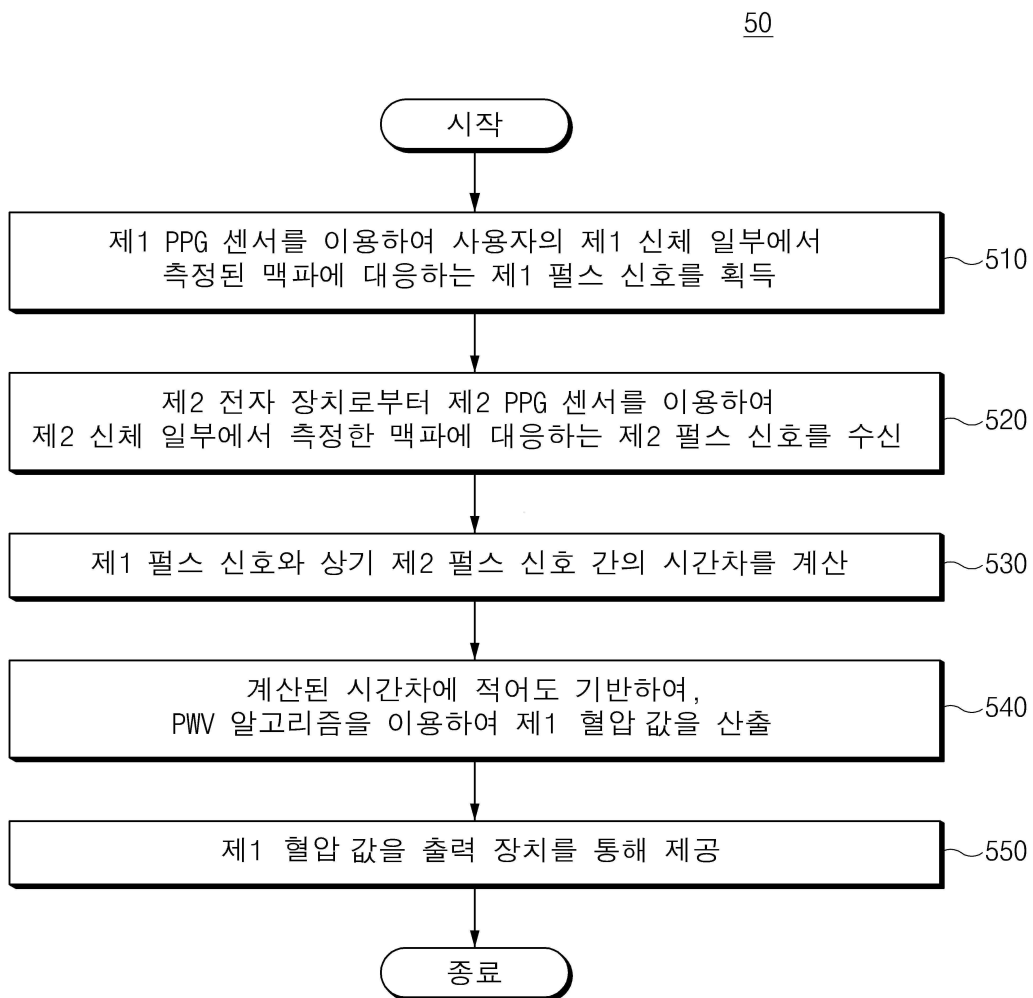 50
시작
제1 PPG 센서를 이용하여 사용자의 제1 신체 일부에서
측정된 맥파에 대응하는 제1 펄스 신호를 획득
510
제2 전자 장치로부터 제2 PPG 센서를 이용하여
제2 신체 일부에서 측정한 맥파에 대응하는 제2 펄스 신호를 수신
520
제1 펄스 신호와 상기 제2 펄스 신호 간의 시간차를 계산
530
계산된 시간차에 적어도 기반하여,
PWV 알고리즘을 이용하여 제1 혈압 값을 산출
540
제1 혈압 값을 출력 장치를 통해 제공
550
종료